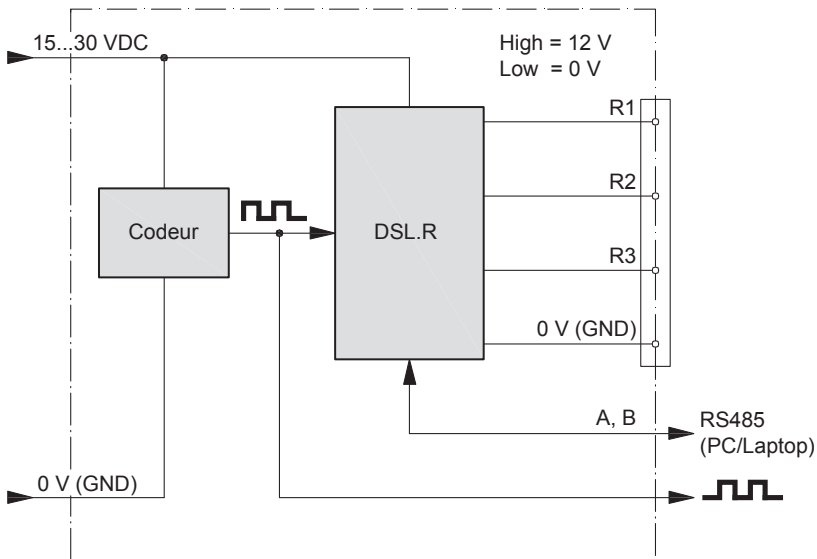 15...30 VDC
High = 12 V
Low = 0 V
R1
R2
Codeur
DSL.R
R3
0 V (GND)
A, B
RS485
(PC/Laptop)
0 V (GND)